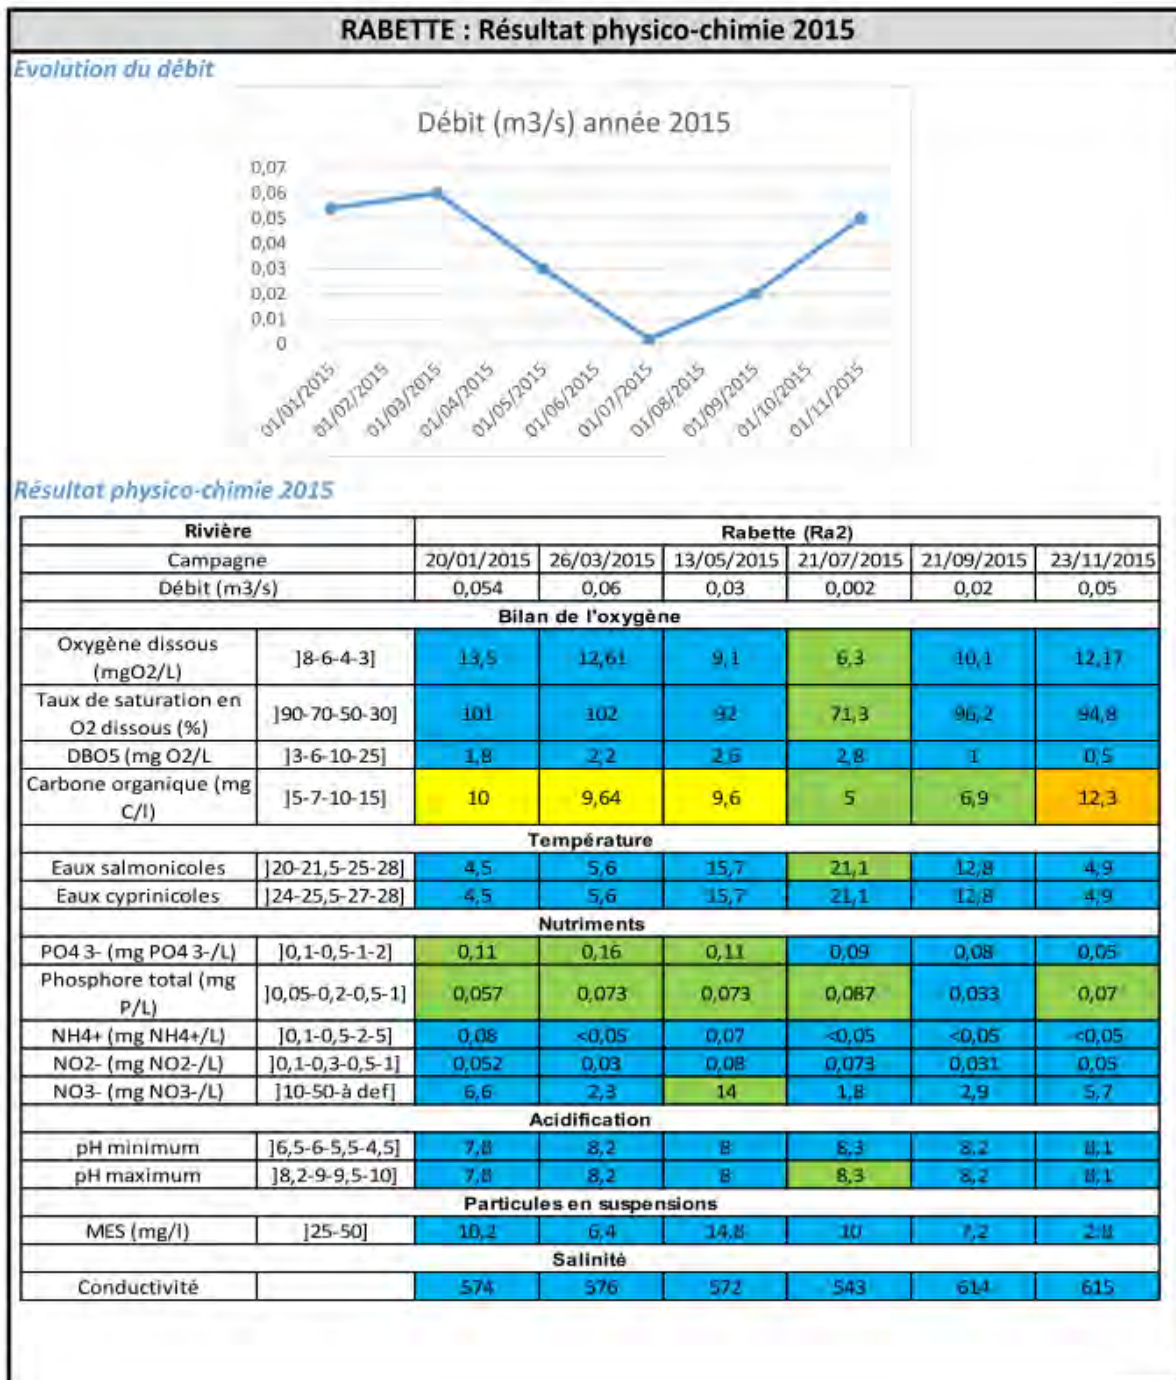 RABETTE : Résultat physico-chimie 2015
Evolution du débit
Débit (m3/s) année 2015
0,07
0,06
0,05
0,04
0,03
0,02
0,01
0
01/01/2015 01/02/2015 01/03/2015 01/04/2015 01/05/2015 01/06/2015 01/07/2015 01/08/2015 01/09/2015 01/10/2015 01/11/2015
Résultat physico-chimie 2015
Rivière Rabette (Ra2)
Campagne 20/01/2015 26/03/2015 13/05/2015 21/07/2015 21/09/2015 23/11/2015
Débit (m3/s) 0,054 0,06 0,03 0,002 0,02 0,05
Bilan de l'oxygène
Oxygène dissous
(mgO2/L) ]8-6-4-3] 13,5 12,61 9,1 6,3 10,1 12,17
Taux de saturation en
O2 dissous (%) ]90-70-50-30] 101 102 92 71,3 96,2 94,8
DBO5 (mg O2/L ]3-6-10-25] 1,8 2,2 2,6 2,8 1 0,5
Carbone organique (mg
C/l) ]5-7-10-15] 10 9,64 9,6 5 6,9 12,3
Température
Eaux salmonicoles ]20-21,5-25-28] 4,5 5,6 15,7 21,1 12,8 4,9
Eaux cyprinicoles ]24-25,5-27-28] 4,5 5,6 15,7 21,1 12,8 4,9
Nutriments
PO4 3- (mg PO4 3-/L) ]0,1-0,5-1-2] 0,11 0,16 0,11 0,09 0,08 0,05
Phosphore total (mg
P/L) ]0,05-0,2-0,5-1] 0,057 0,073 0,073 0,087 0,033 0,07
NH4+ (mg NH4+/L) ]0,1-0,5-2-5] 0,08 <0,05 0,07 <0,05 <0,05 <0,05
NO2- (mg NO2-/L) ]0,1-0,3-0,5-1] 0,052 0,03 0,08 0,073 0,031 0,05
NO3- (mg NO3-/L) ]10-50-à def] 6,6 2,3 14 1,8 2,9 5,7
Acidification
pH minimum ]6,5-6-5,5-4,5] 7,8 8,2 8 8,3 8,2 8,1
pH maximum ]8,2-9-9,5-10] 7,8 8,2 8 8,3 8,2 8,1
Particules en suspensions
MES (mg/l) ]25-50] 10,2 6,4 14,8 10 7,2 2,8
Salinité
Conductivité 574 576 572 543 614 615